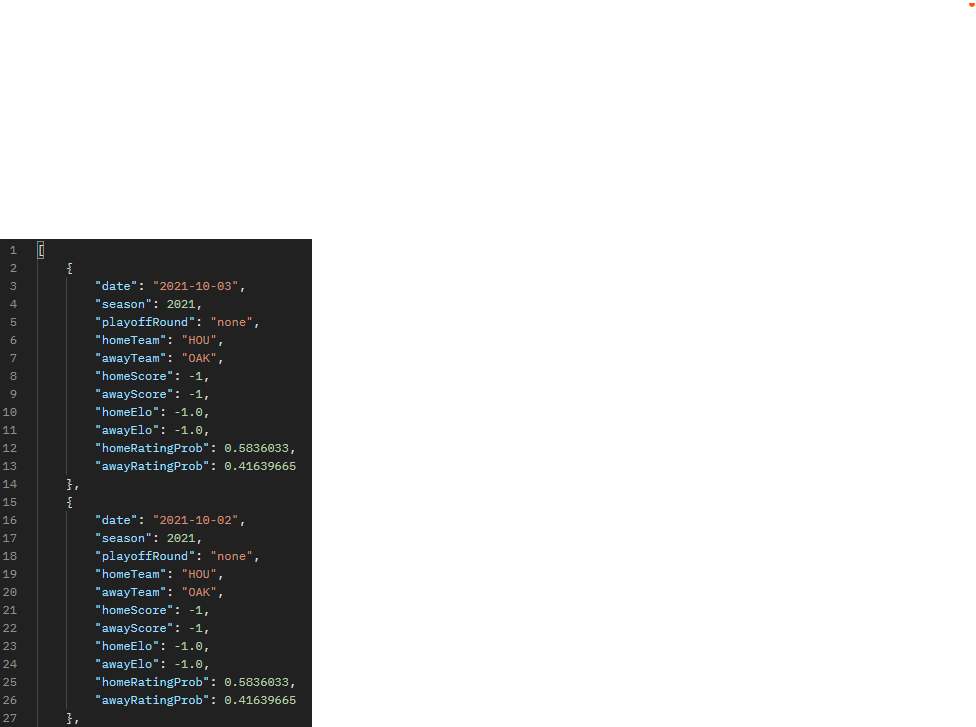 1 [
2 {
3 "date": "2021-10-03",
4 "season": 2021,
5 "playoffRound": "none",
6 "homeTeam": "HOU",
7 "awayTeam": "OAK",
8 "homeScore": -1,
9 "awayScore": -1,
10 "homeElo": -1.0,
11 "awayElo": -1.0,
12 "homeRatingProb": 0.5836033,
13 "awayRatingProb": 0.41639665
14 },
15 {
16 "date": "2021-10-02",
17 "season": 2021,
18 "playoffRound": "none",
19 "homeTeam": "HOU",
20 "awayTeam": "OAK",
21 "homeScore": -1,
22 "awayScore": -1,
23 "homeElo": -1.0,
24 "awayElo": -1.0,
25 "homeRatingProb": 0.5836033,
26 "awayRatingProb": 0.41639665
27 },